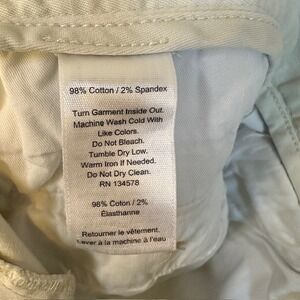 98% Cotton / 2% Spandex
Turn Garment Inside Out.
Machine Wash Cold With
Like Colors.
Do Not Bleach.
Tumble Dry Low.
Warm Iron If Needed.
Do Not Dry Clean.
RN 134578
98% Coton / 2%
Élasthanne
Retourner le vêtement.
Laver à la machine à l'eau